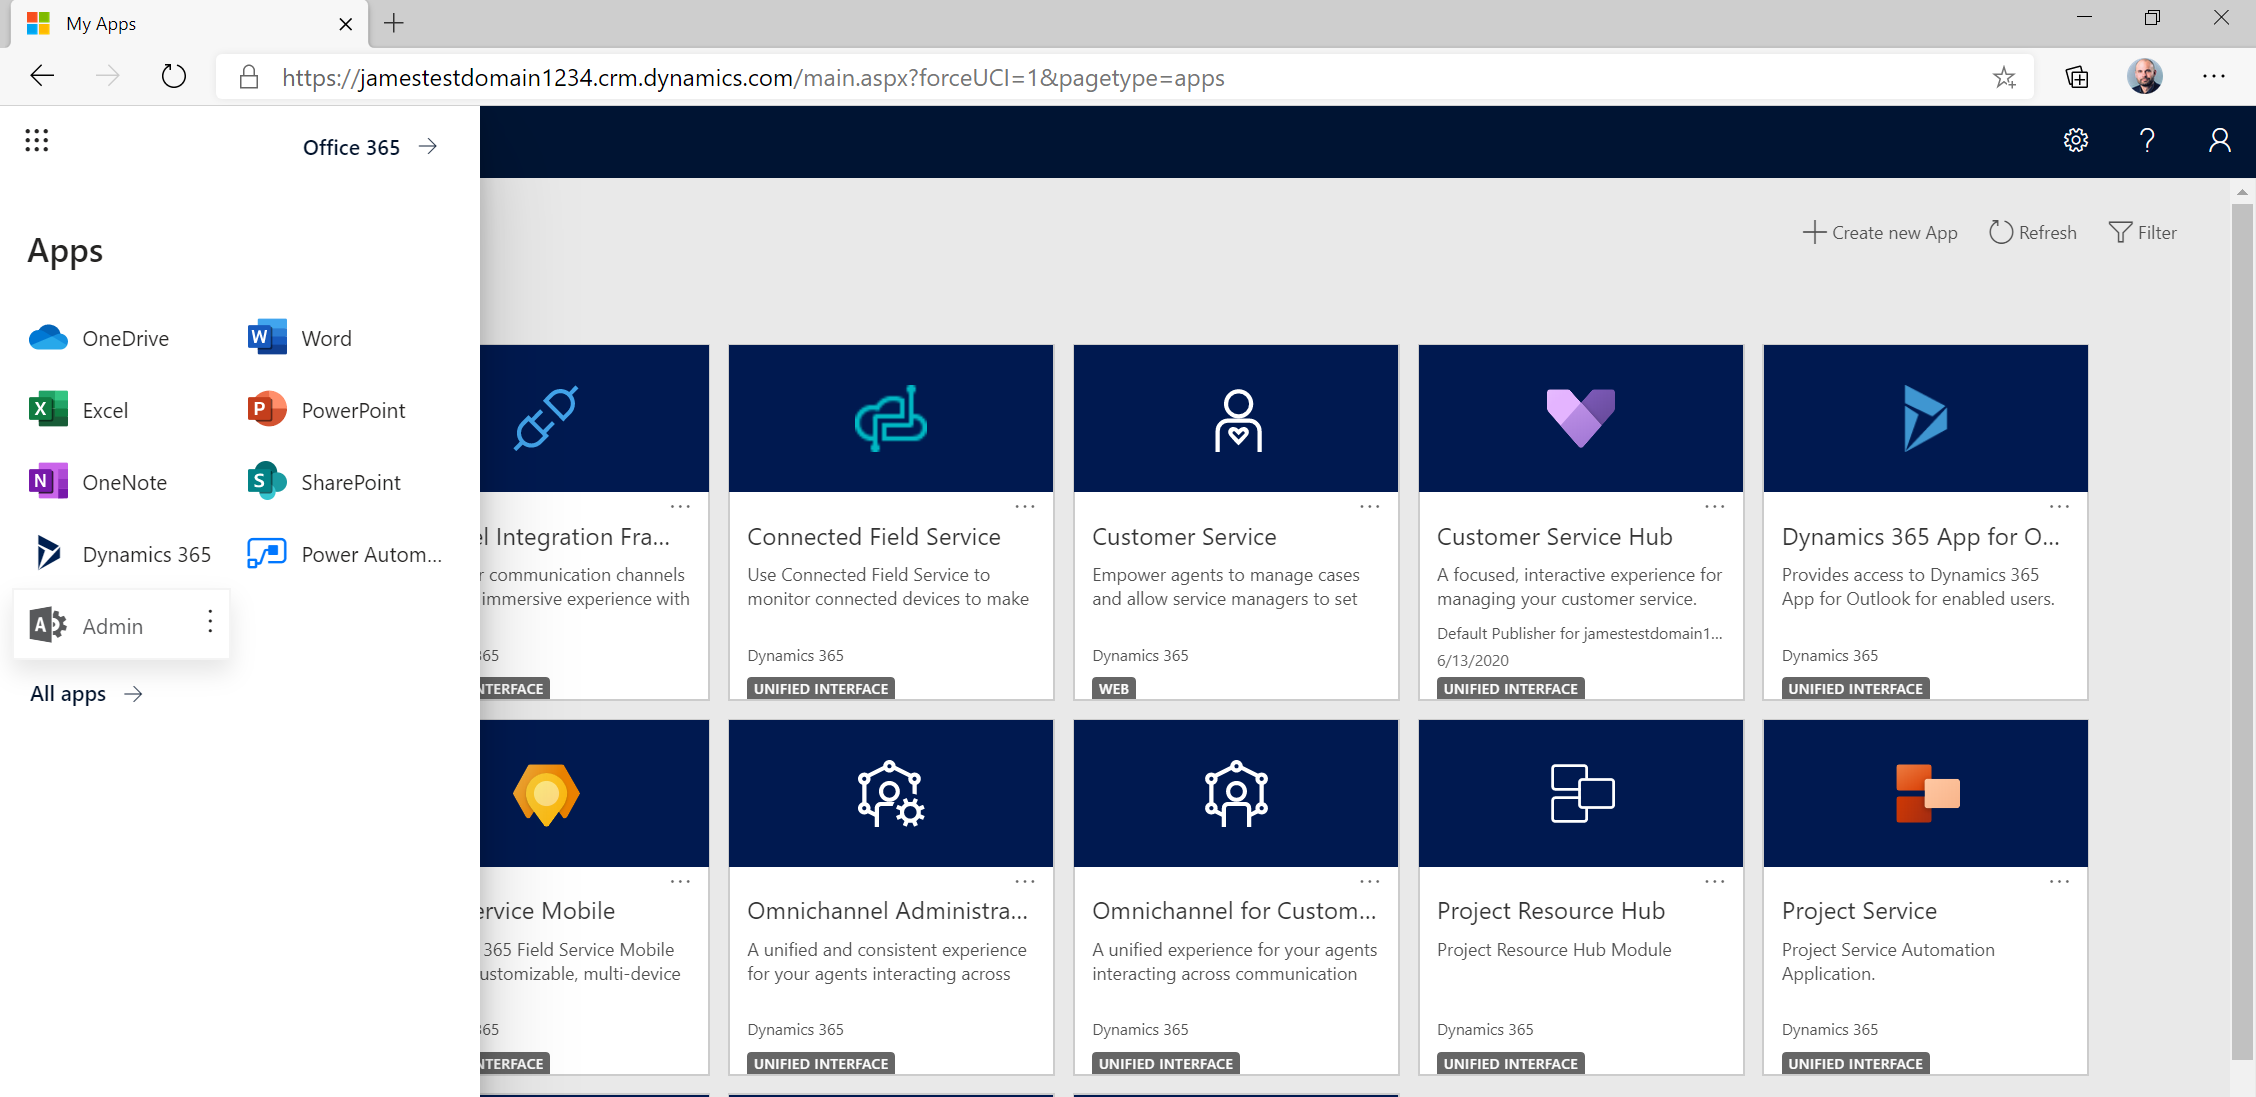 My Apps
https://jamestestdomain1234.crm.dynamics.com/main.aspx?forceUCI=1&pagetype=apps
Office 365
Apps
OneDrive
Word
Excel
PowerPoint
OneNote
SharePoint
Dynamics 365
Power Autom...
Admin
All apps
Create new App
Refresh
Filter
el Integration Fra...
r communication channels
immersive experience with
365
NTERFACE
Connected Field Service
Use Connected Field Service to
monitor connected devices to make
Dynamics 365
UNIFIED INTERFACE
Customer Service
Empower agents to manage cases
and allow service managers to set
Dynamics 365
WEB
Customer Service Hub
A focused, interactive experience for
managing your customer service.
Default Publisher for jamestestdomain1...
6/13/2020
UNIFIED INTERFACE
Dynamics 365 App for O...
Provides access to Dynamics 365
App for Outlook for enabled users.
Dynamics 365
UNIFIED INTERFACE
ervice Mobile
365 Field Service Mobile
ustomizable, multi-device
365
NTERFACE
Omnichannel Administra...
A unified and consistent experience
for your agents interacting across
Dynamics 365
UNIFIED INTERFACE
Omnichannel for Custom...
A unified experience for your agents
interacting across communication
Dynamics 365
UNIFIED INTERFACE
Project Resource Hub
Project Resource Hub Module
Dynamics 365
UNIFIED INTERFACE
Project Service
Project Service Automation
Application.
Dynamics 365
UNIFIED INTERFACE